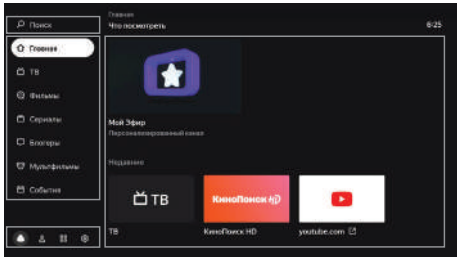 Поиск
Главная
ТВ
Фильмы
Сериалы
Блогеры
Мультфильмы
События
Главная
Что посмотреть
6:25
Мой Эфир
Персонализированный канал
Недавние
ТВ
КиноПоиск HD
ТВ
КиноПоиск HD
youtube.com